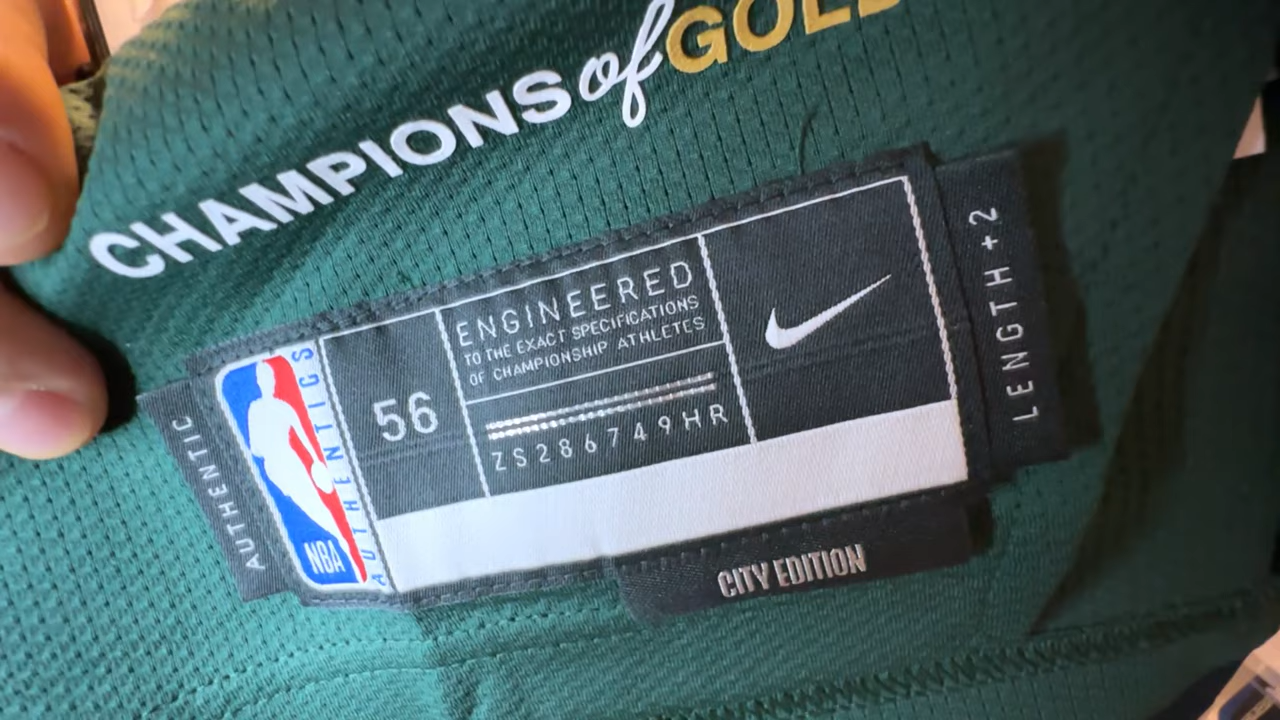 CHAMPIONS of GOLD
AUTHENTIC
NBA
AUTHENTICS
56
ENGINEERED
TO THE EXACT SPECIFICATIONS
OF CHAMPIONSHIP ATHLETES
ZS286749HR
LENGTH +2
CITY EDITION